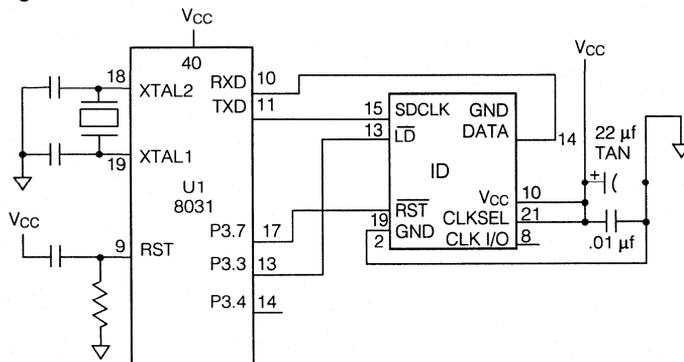 VCC
40
18
XTAL2
19
XTAL1
U1
8031
VCC
9
RST
RXD
10
TXD
11
P3.7
17
P3.3
13
P3.4
14
15
SDCLK
GND
13
LD
DATA
14
ID
VCC
10
RST
CLKSEL
21
19
GND
2
CLK I/O
8
VCC
22 µf
TAN
+
.01 µf